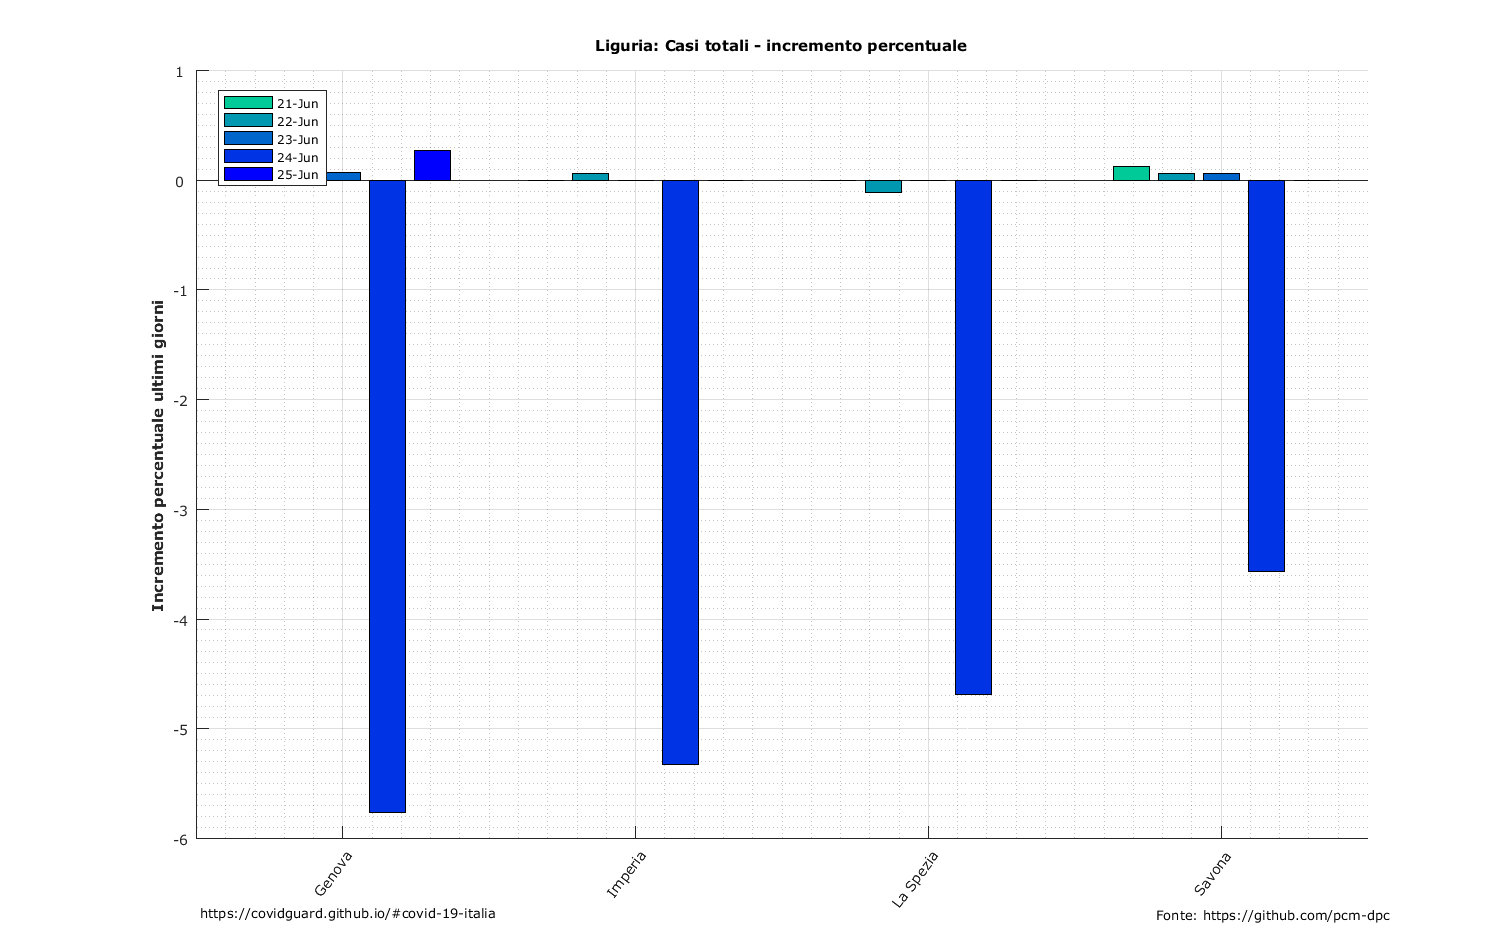 Liguria: Casi totali - incremento percentuale
1
0
-1
-2
-3
-4
-5
-6
21-Jun
22-Jun
23-Jun
24-Jun
25-Jun
Incremento percentuale ultimi giorni
Genova
Imperia
La Spezia
Savona
https://covidguard.github.io/#covid-19-italia
Fonte: https://github.com/pcm-dpc